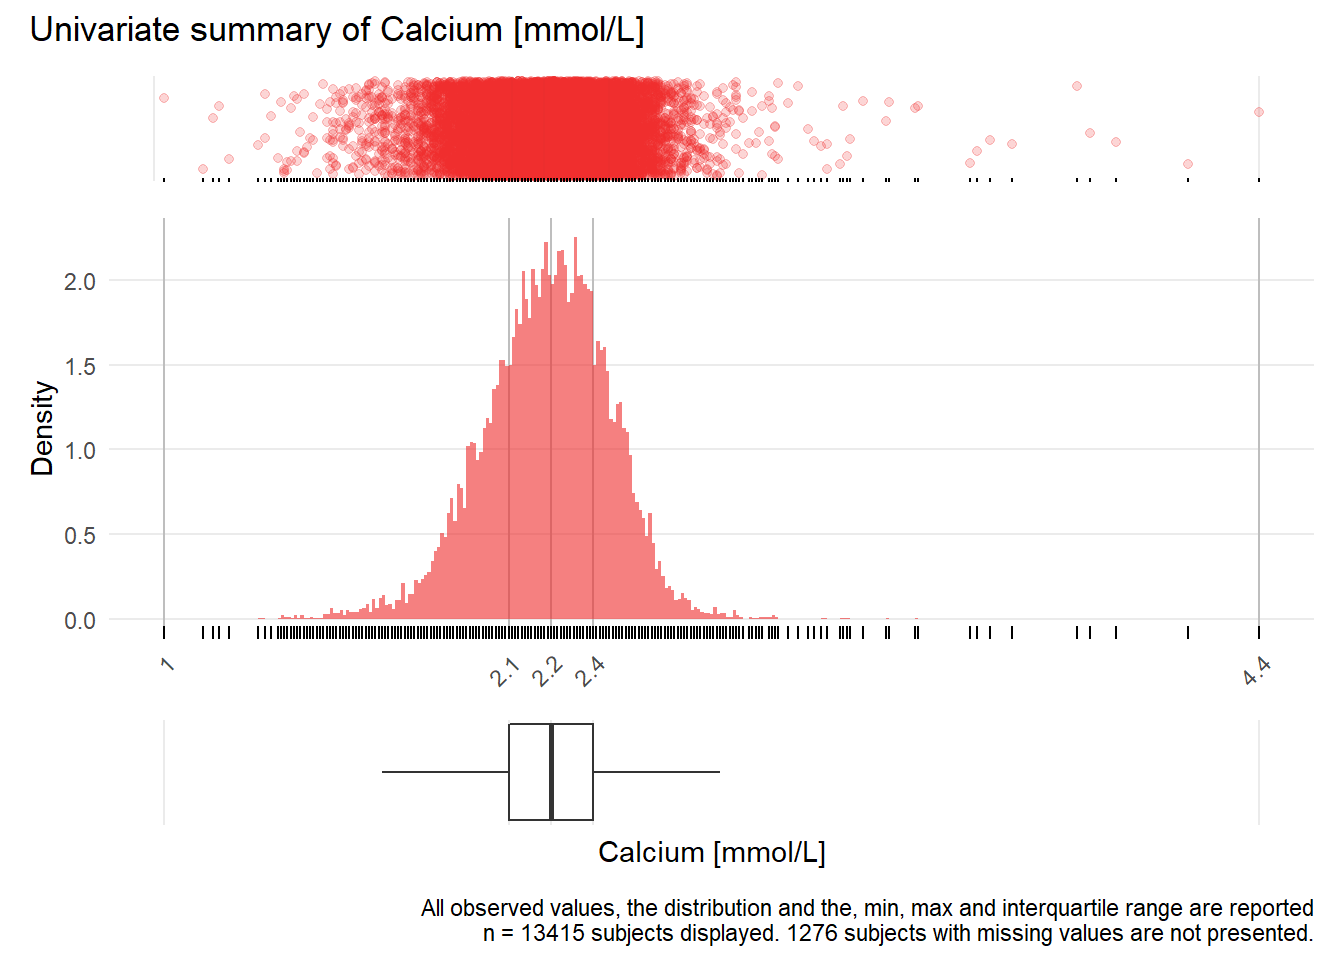 Univariate summary of Calcium [mmol/L]
Density
2.0
1.5
1.0
0.5
0.0
1
2.1
2.2
2.4
4.4
Calcium [mmol/L]
All observed values, the distribution and the, min, max and interquartile range are reported
n = 13415 subjects displayed. 1276 subjects with missing values are not presented.